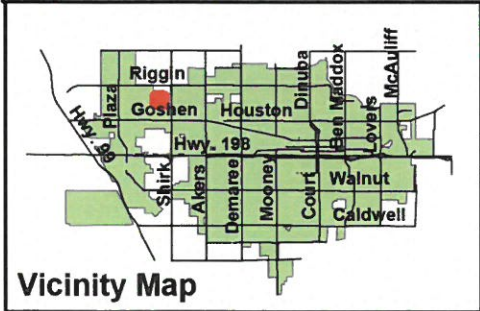 Riggin
Plaza
Goshen
Houston
Dinuba
Ben Maddox
Lovers
McAuliff
Hwy. 99
Hwy. 198
Shirk
Akers
Demaree
Mooney
Court
Walnut
Caldwell
Vicinity Map